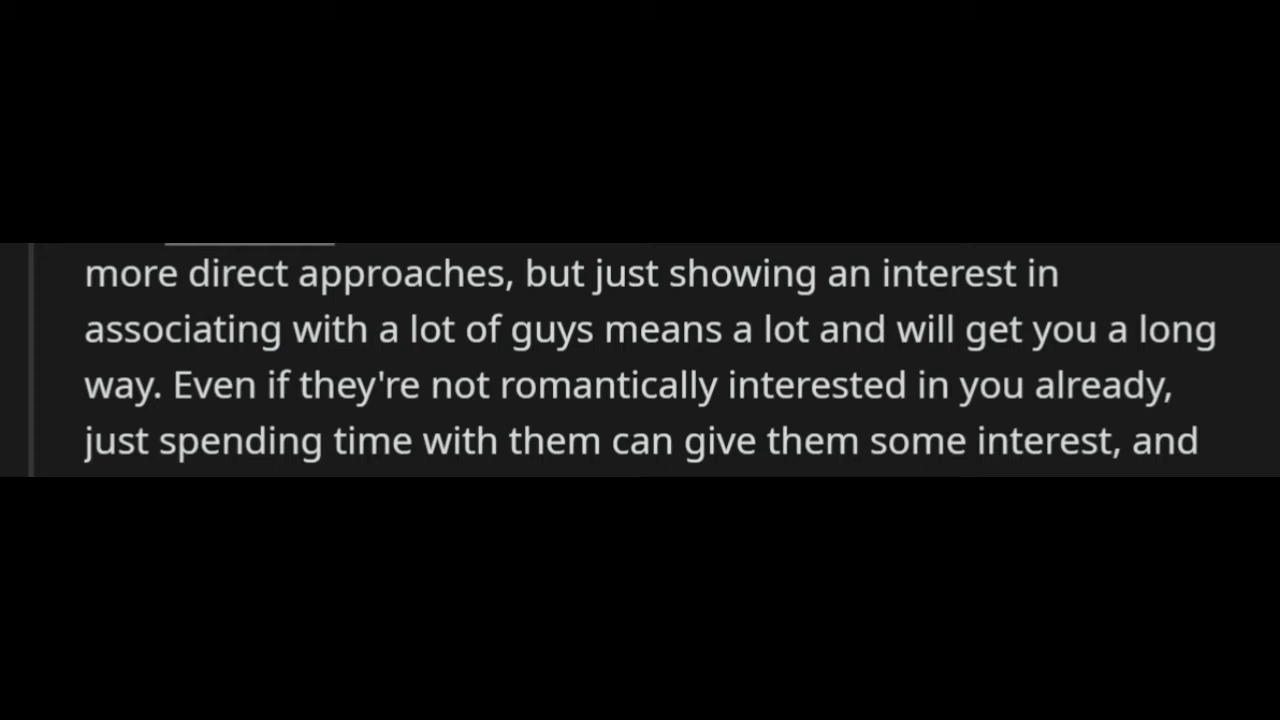 more direct approaches, but just showing an interest in
associating with a lot of guys means a lot and will get you a long
way. Even if they're not romantically interested in you already,
just spending time with them can give them some interest, and